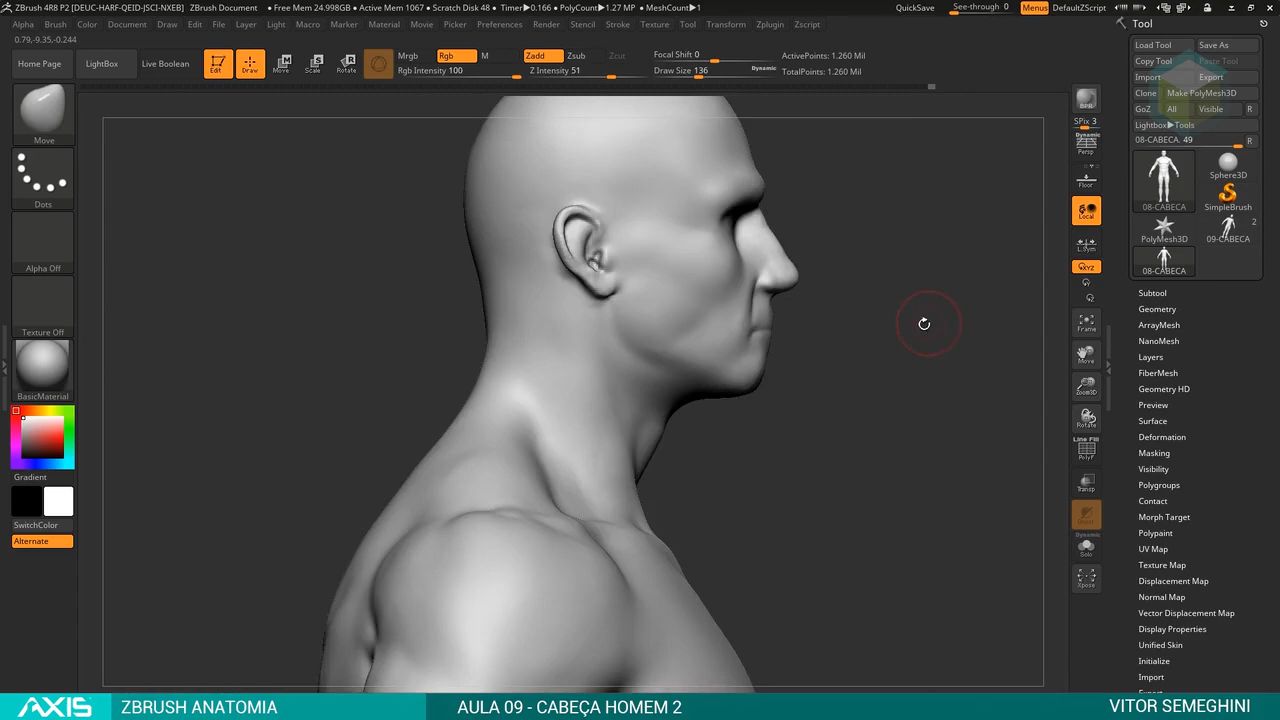 ZBrush 4R8 P2 [DEUC-HARF-QEID-JSCI-NXEB] ZBrush Document • Free Mem 24.998GB • Active Mem 1067 • Scratch Disk 48 • Timer▶0.166 • PolyCount▶1.27 MP • MeshCount▶1 QuickSave See-through 0 Menus DefaultZScript
Alpha Brush Color Document Draw Edit File Layer Light Macro Marker Material Movie Picker Preferences Render Stencil Stroke Texture Tool Transform Zplugin Zscript
0.79,-9.35,-0.244
Home Page LightBox Live Boolean Edit Draw Move Scale Rotate
Mrgb Rgb M Zadd Zsub Zcut Focal Shift 0 ActivePoints: 1.260 Mil
Rgb Intensity 100 Z Intensity 51 Draw Size 136 Dynamic TotalPoints: 1.260 Mil
Move
Dots
Alpha Off
Texture Off
BasicMaterial
Gradient
SwitchColor
Alternate
BPR
SPix 3
Dynamic
Persp
Floor
Local
L.Sym
XYZ
Frame
Move
Zoom3D
Rotate
Line Fill
PolyF
Transp
Dynamic
Solo
Xpose
Tool
Load Tool Save As
Copy Tool Paste Tool
Import Export
Clone Make PolyMesh3D
GoZ All Visible R
Lightbox▶Tools
08-CABECA. 49 R
08-CABECA Sphere3D
SimpleBrush
PolyMesh3D 2 09-CABECA
08-CABECA
Subtool
Geometry
ArrayMesh
NanoMesh
Layers
FiberMesh
Geometry HD
Preview
Surface
Deformation
Masking
Visibility
Polygroups
Contact
Morph Target
Polypaint
UV Map
Texture Map
Displacement Map
Normal Map
Vector Displacement Map
Display Properties
Unified Skin
Initialize
Import
Export
AXIS ZBRUSH ANATOMIA AULA 09 - CABEÇA HOMEM 2 VITOR SEMEGHINI